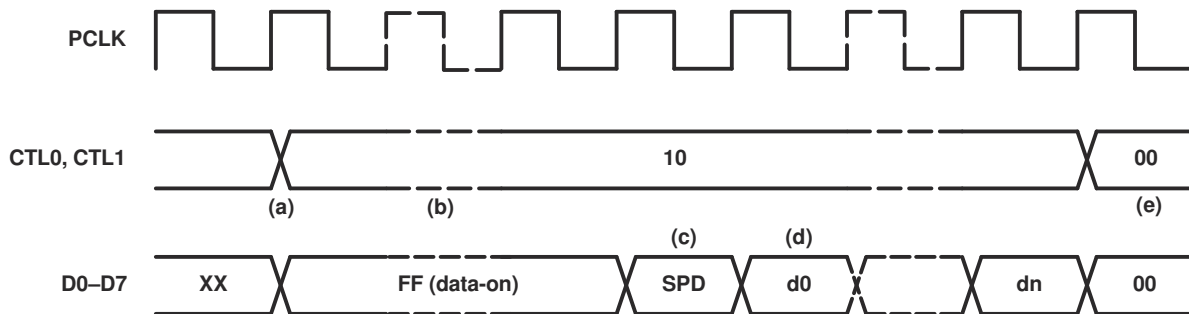 PCLK
CTL0, CTL1
10
00
(a)
(b)
(e)
(c)
(d)
D0–D7
XX
FF (data-on)
SPD
d0
dn
00